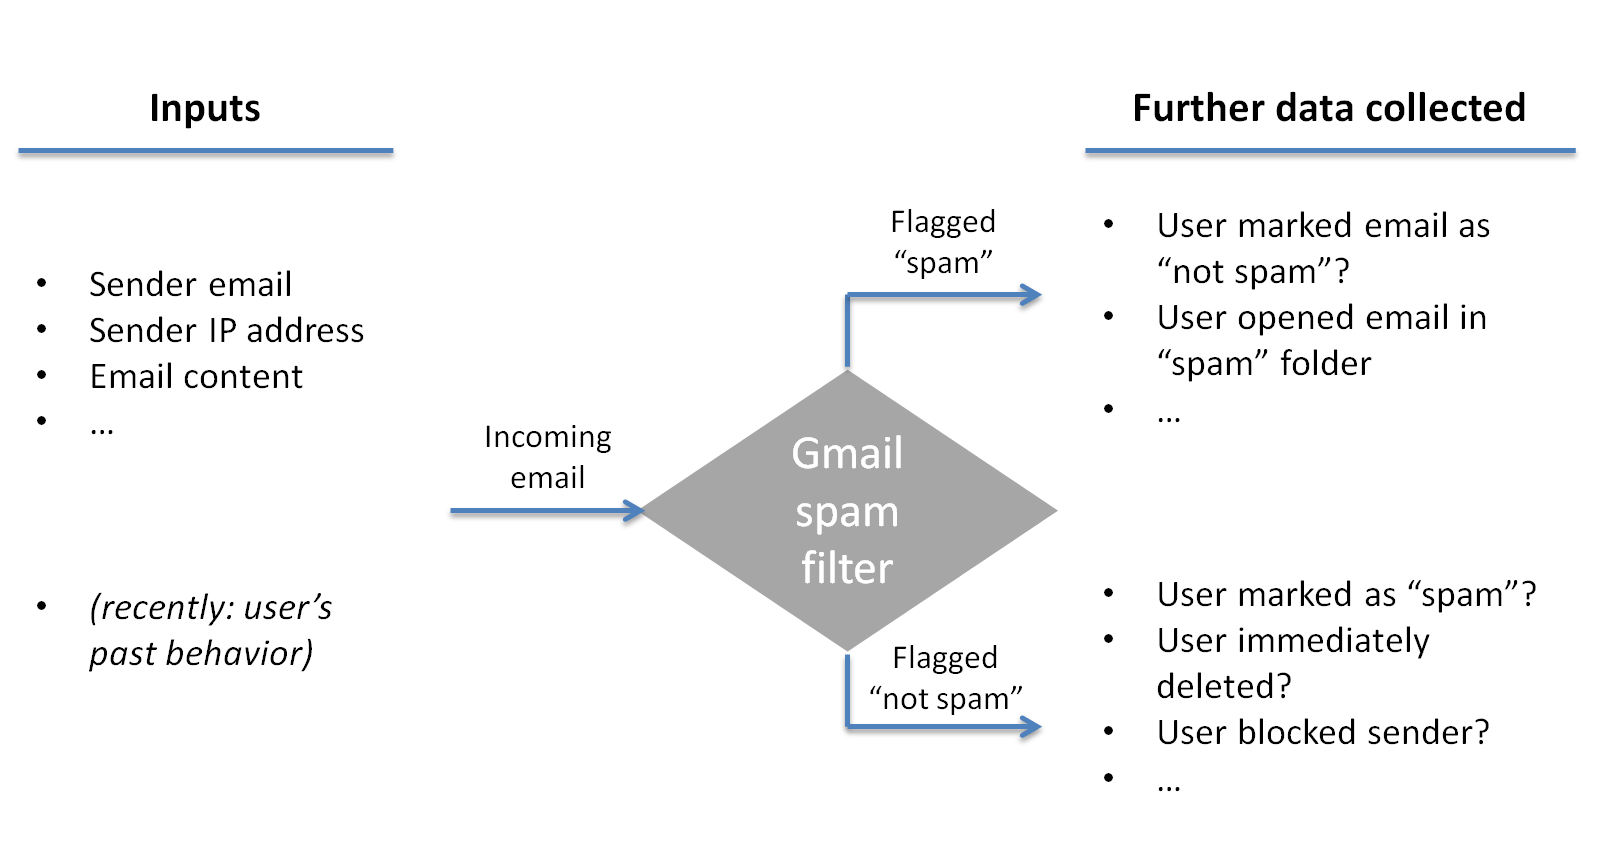 Inputs
• Sender email
• Sender IP address
• Email content
• ...
• (recently: user’s
past behavior)
Incoming
email
Gmail
spam
filter
Flagged
“spam”
Flagged
“not spam”
Further data collected
• User marked email as
“not spam”?
• User opened email in
“spam” folder
• ...
• User marked as “spam”?
• User immediately
deleted?
• User blocked sender?
• ...